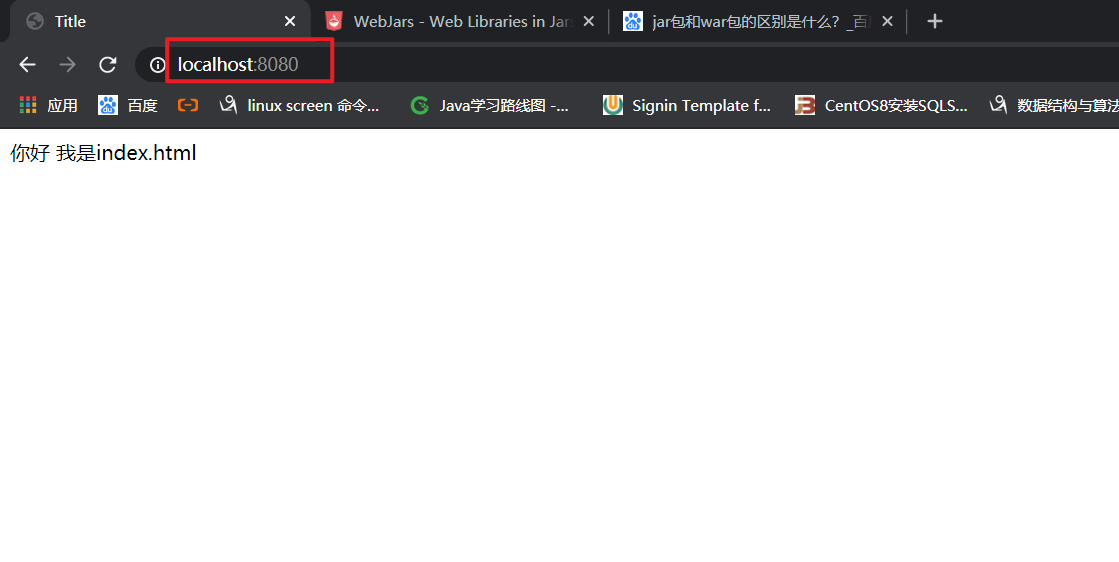 Title
WebJars - Web Libraries in Jar
jar包和war包的区别是什么？_百
localhost:8080
应用
百度
linux screen 命令...
Java学习路线图 -...
Signin Template f...
CentOS8安装SQLS...
数据结构与算法
你好 我是index.html